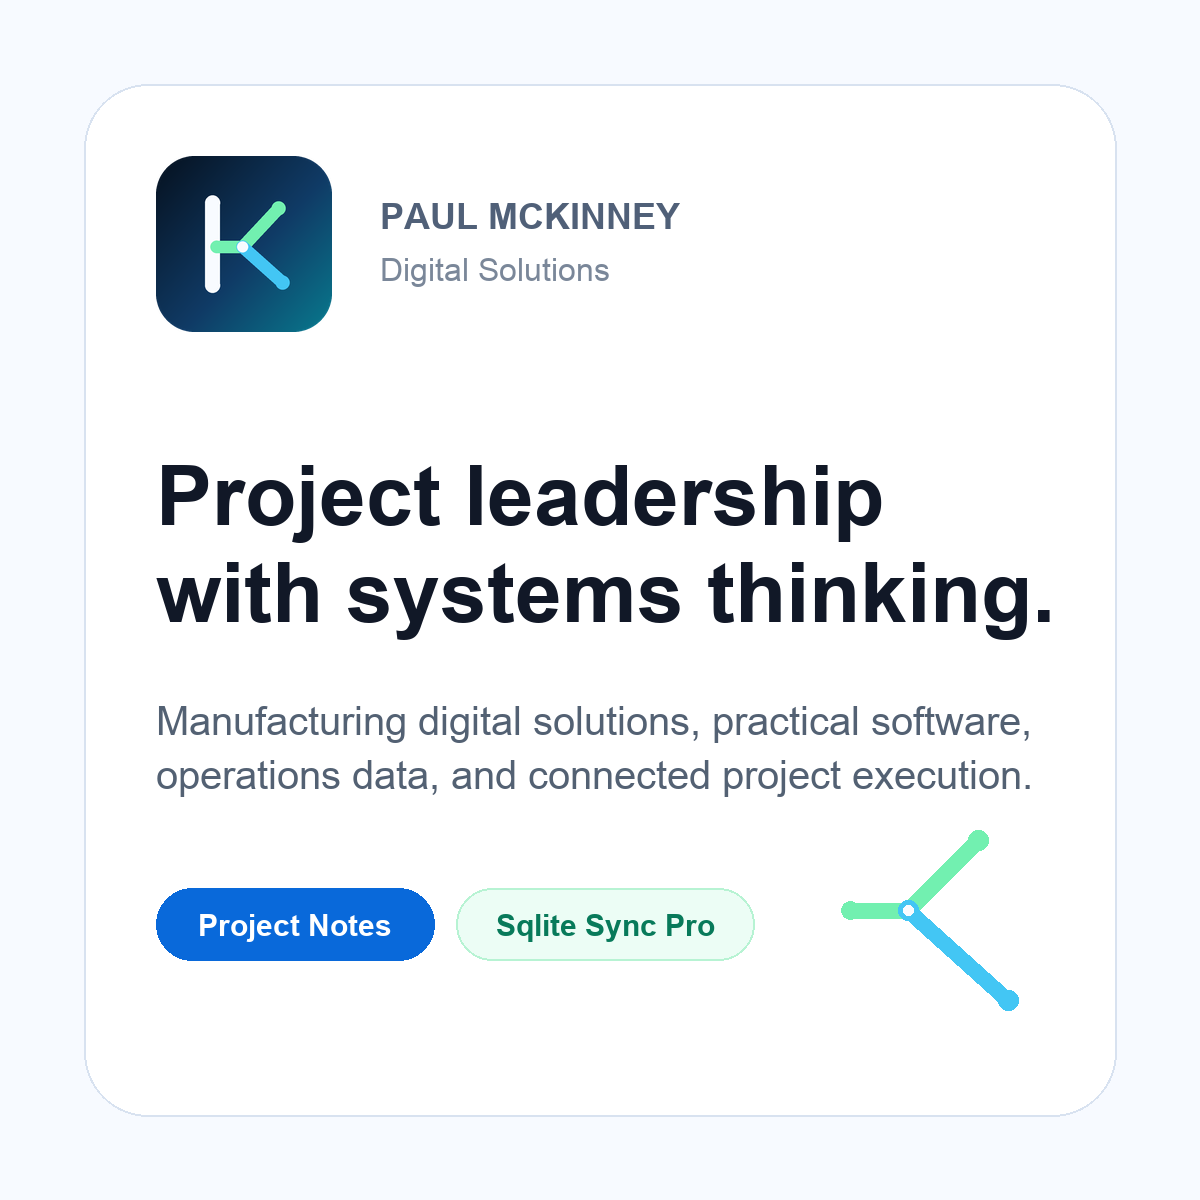 PAUL MCKINNEY
Digital Solutions
Project leadership
with systems thinking.
Manufacturing digital solutions, practical software,
operations data, and connected project execution.
Project Notes
Sqlite Sync Pro